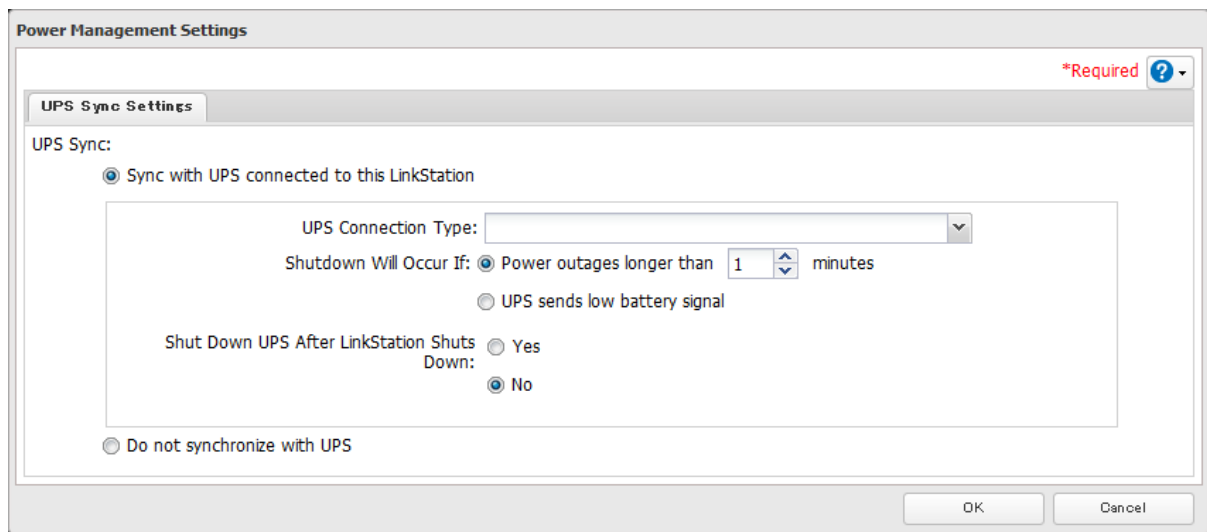 Power Management Settings
*Required ?
UPS Sync Settings
UPS Sync:
Sync with UPS connected to this LinkStation
UPS Connection Type:
Shutdown Will Occur If: Power outages longer than 1 minutes
UPS sends low battery signal
Shut Down UPS After LinkStation Shuts
Down:
Yes
No
Do not synchronize with UPS
OK Cancel